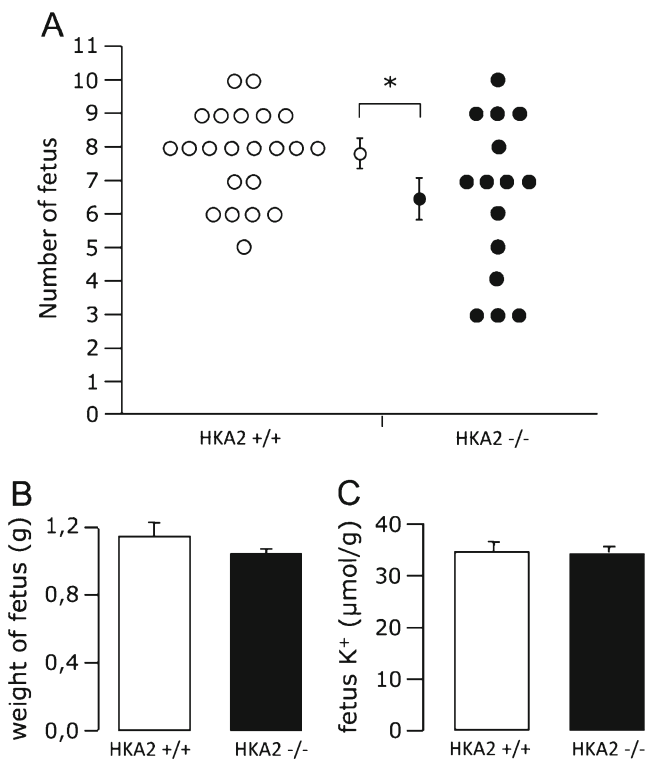 A
Number of fetus
11
10
9
8
7
6
5
4
3
2
1
0
*
HKA2 +/+
HKA2 -/-
B
weight of fetus (g)
1,2
0,8
0,4
0,0
HKA2 +/+
HKA2 -/-
C
fetus K⁺ (μmol/g)
40
30
20
10
0
HKA2 +/+
HKA2 -/-